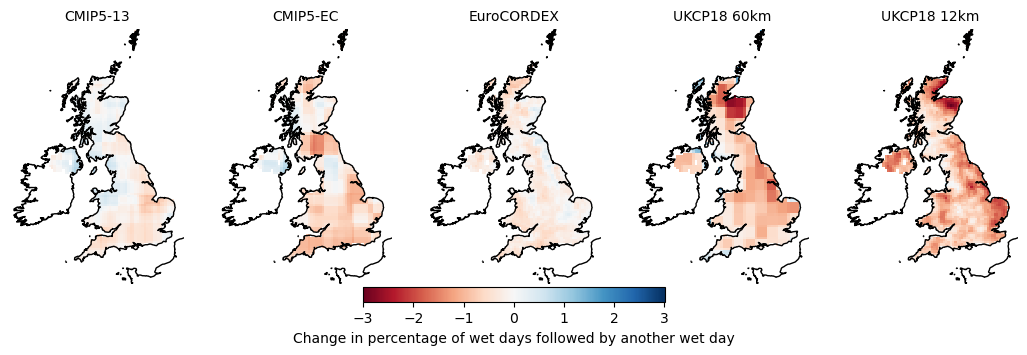 CMIP5-13 CMIP5-EC EuroCORDEX UKCP18 60km UKCP18 12km
−3 −2 −1 0 1 2 3
Change in percentage of wet days followed by another wet day